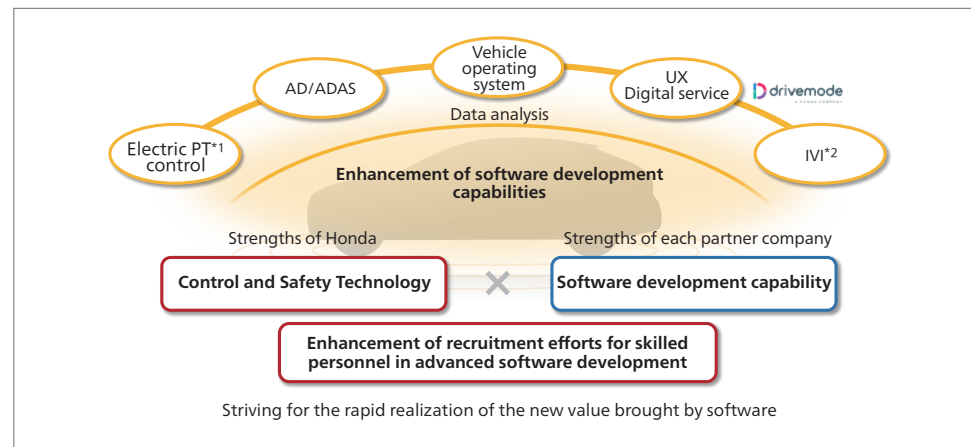 Vehicle
operating
system
AD/ADAS
UX
Digital service
drivemode
A HONDA COMPANY
Data analysis
Electric PT*1
control
IVI*2
Enhancement of software development
capabilities
Strengths of Honda
Strengths of each partner company
Control and Safety Technology
×
Software development capability
Enhancement of recruitment efforts for skilled
personnel in advanced software development
Striving for the rapid realization of the new value brought by software